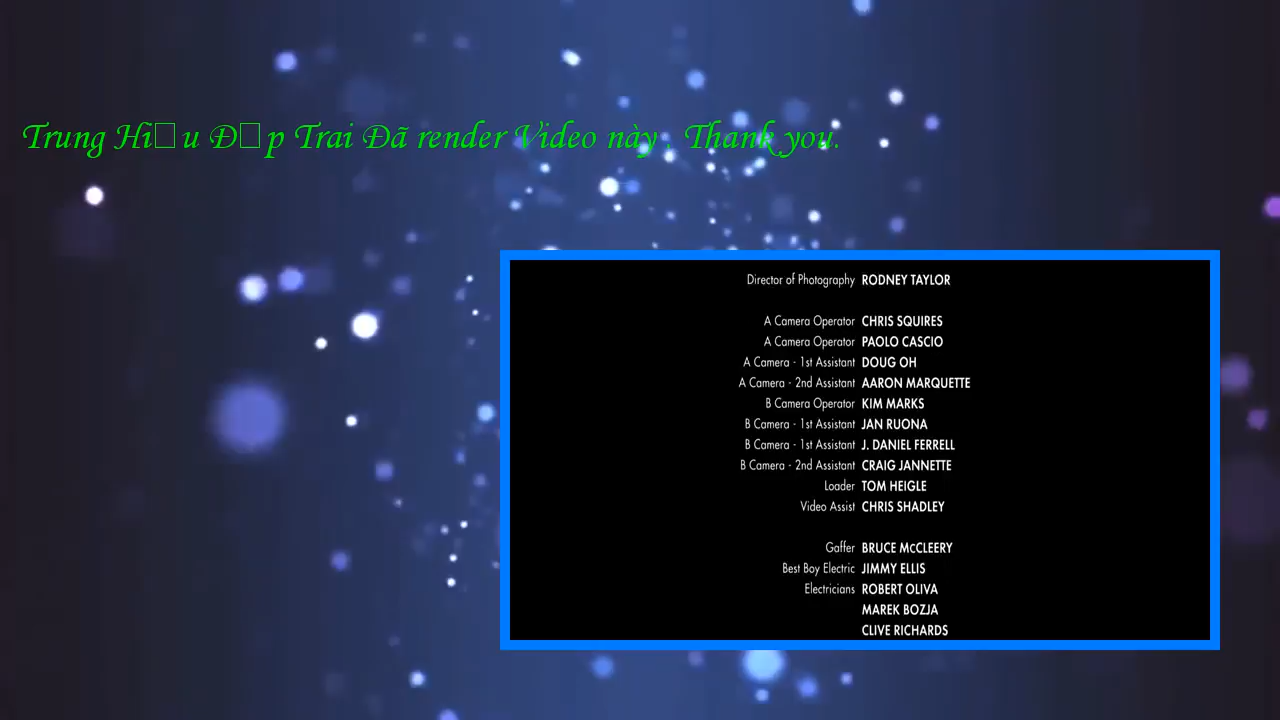 Trung Hi□u Đ□p Trai Đã render Video này . Thank you.
Director of Photography RODNEY TAYLOR
A Camera Operator CHRIS SQUIRES
A Camera Operator PAOLO CASCIO
A Camera - 1st Assistant DOUG OH
A Camera - 2nd Assistant AARON MARQUETTE
B Camera Operator KIM MARKS
B Camera - 1st Assistant JAN RUONA
B Camera - 1st Assistant J. DANIEL FERRELL
B Camera - 2nd Assistant CRAIG JANNETTE
Loader TOM HEIGLE
Video Assist CHRIS SHADLEY
Gaffer BRUCE McCLEERY
Best Boy Electric JIMMY ELLIS
Electricians ROBERT OLIVA
MAREK BOZJA
CLIVE RICHARDS